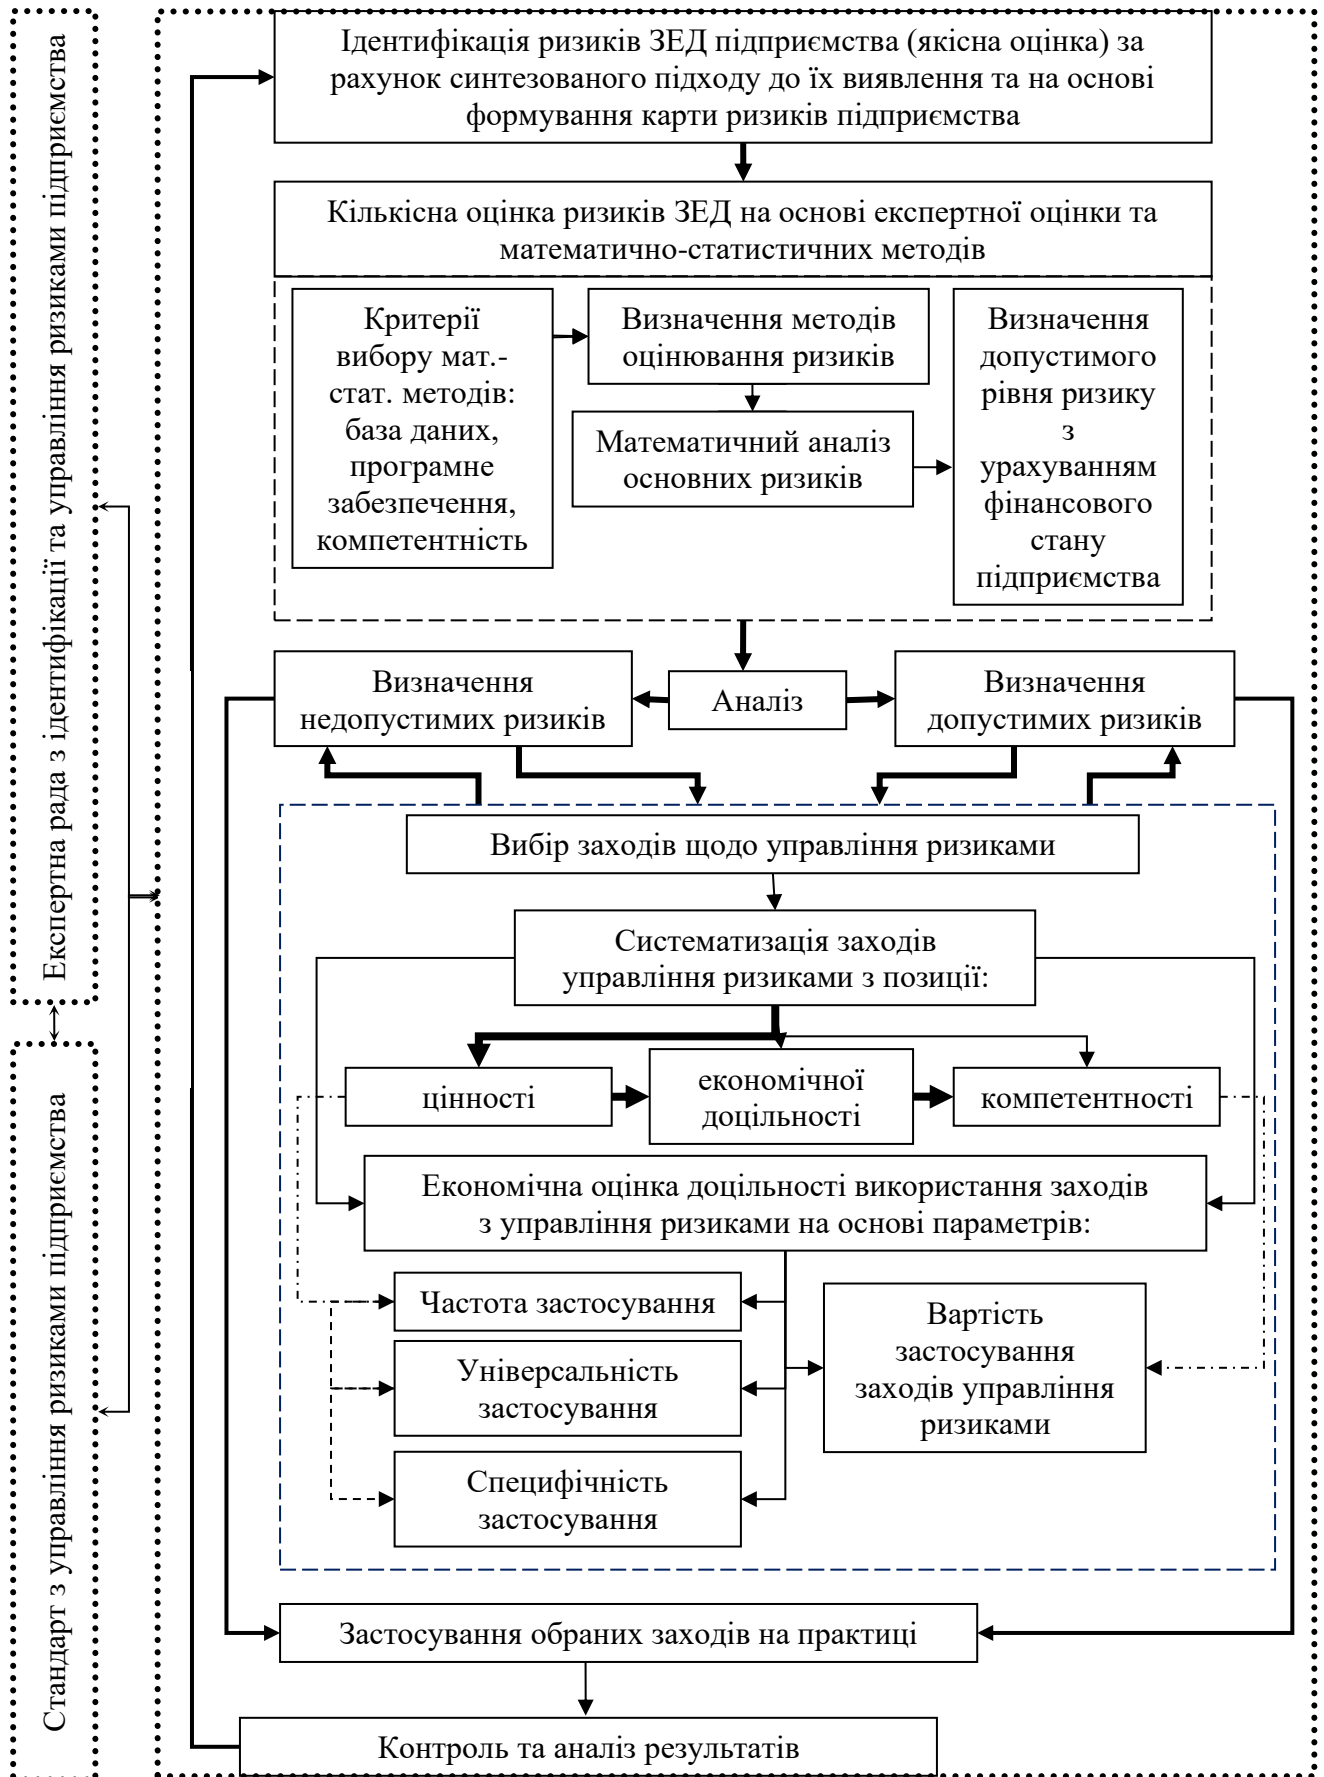 Експертна рада з ідентифікації та управління ризиками підприємства
Стандарт з управління ризиками підприємства
Ідентифікація ризиків ЗЕД підприємства (якісна оцінка) за
рахунок синтезованого підходу до їх виявлення та на основі
формування карти ризиків підприємства
Кількісна оцінка ризиків ЗЕД на основі експертної оцінки та
математично-статистичних методів
Критерії
вибору мат.-
стат. методів:
база даних,
програмне
забезпечення,
компетентність
Визначення методів
оцінювання ризиків
Математичний аналіз
основних ризиків
Визначення
допустимого
рівня ризику
з
урахуванням
фінансового
стану
підприємства
Визначення
недопустимих ризиків
Аналіз
Визначення
допустимих ризиків
Вибір заходів щодо управління ризиками
Систематизація заходів
управління ризиками з позиції:
цінності
економічної
доцільності
компетентності
Економічна оцінка доцільності використання заходів
з управління ризиками на основі параметрів:
Частота застосування
Універсальність
застосування
Специфічність
застосування
Вартість
застосування
заходів управління
ризиками
Застосування обраних заходів на практиці
Контроль та аналіз результатів